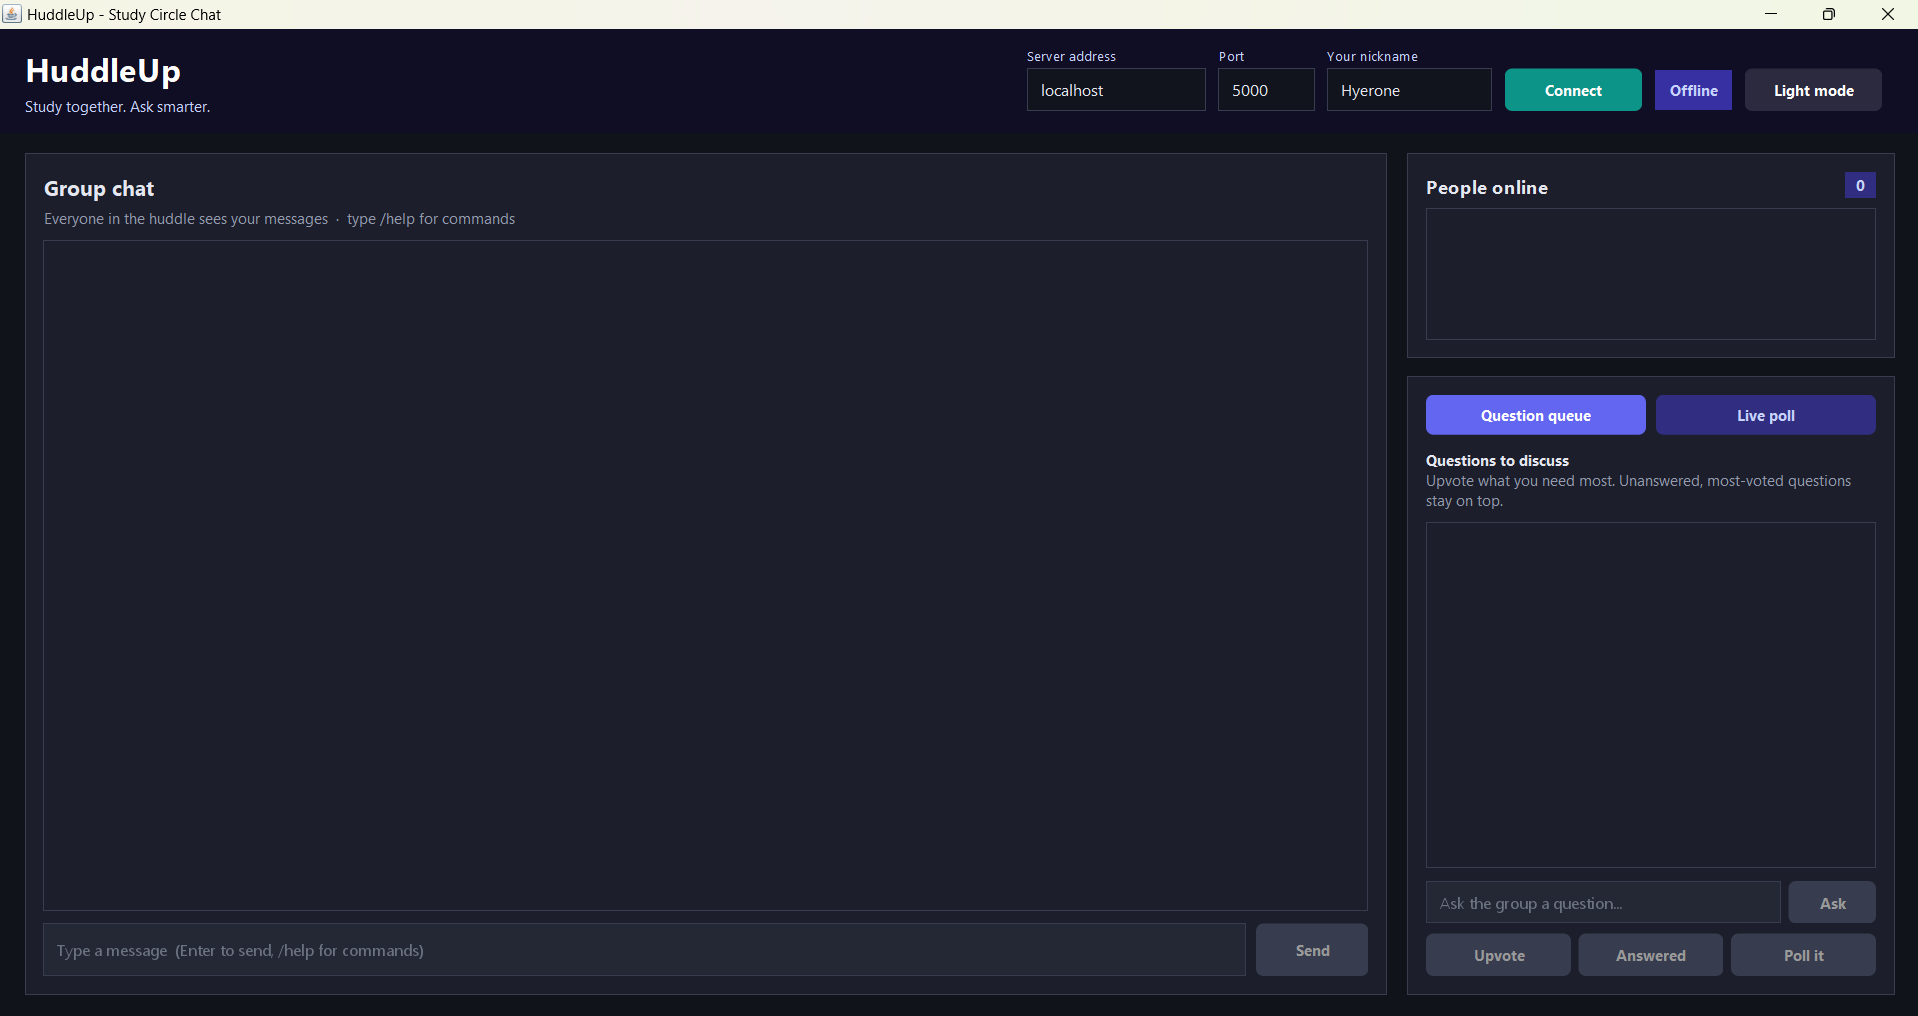 HuddleUp - Study Circle Chat
HuddleUp
Study together. Ask smarter.
Server address
localhost
Port
5000
Your nickname
Hyerone
Connect
Offline
Light mode
Group chat
Everyone in the huddle sees your messages · type /help for commands
Type a message (Enter to send, /help for commands)
Send
People online
0
Question queue
Live poll
Questions to discuss
Upvote what you need most. Unanswered, most-voted questions
stay on top.
Ask the group a question...
Ask
Upvote
Answered
Poll it